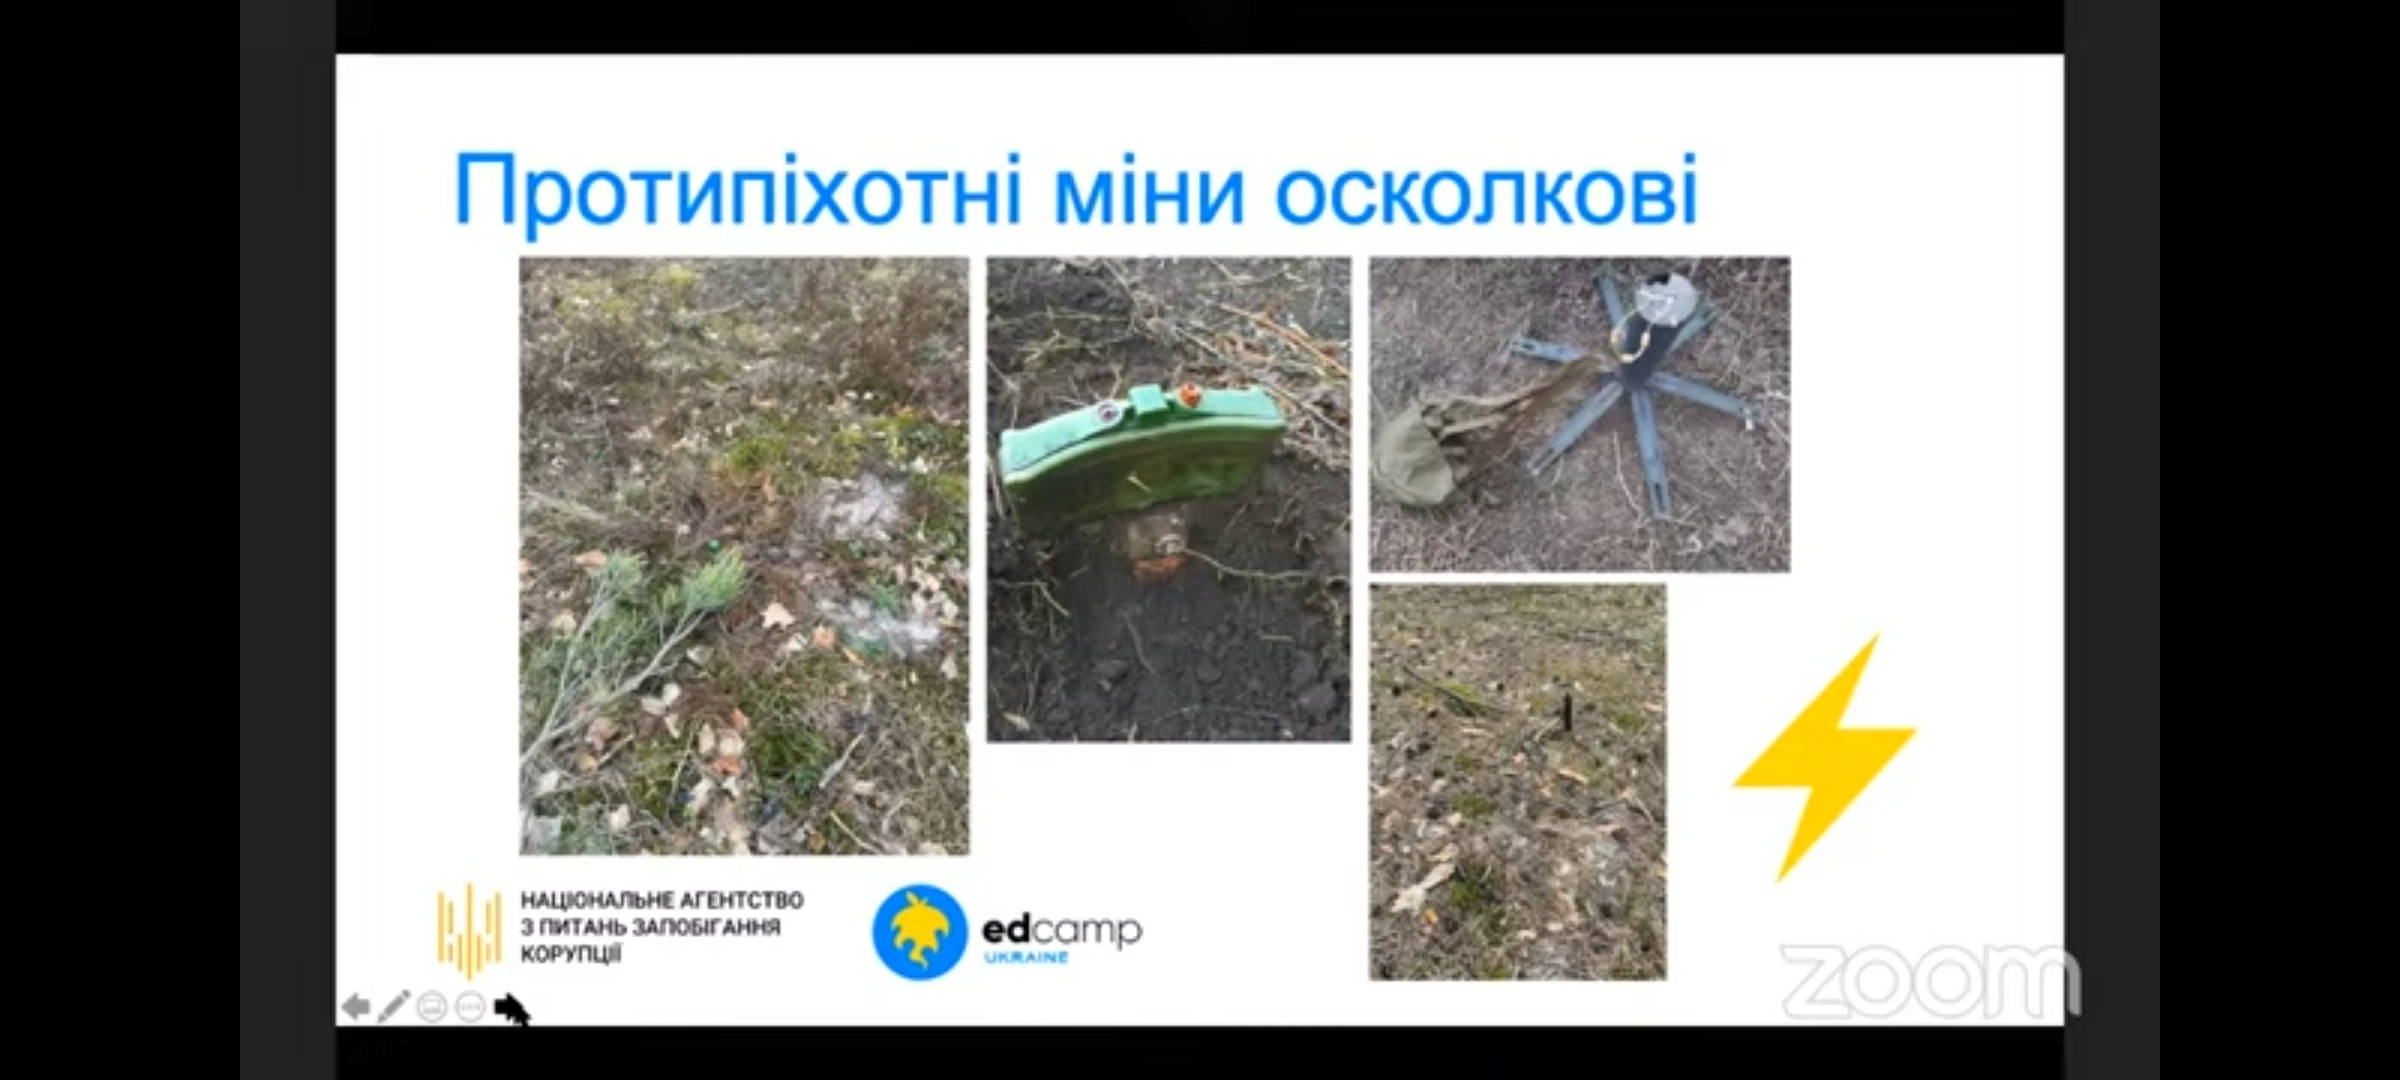 Протипіхотні міни осколкові
НАЦІОНАЛЬНЕ АГЕНТСТВО
З ПИТАНЬ ЗАПОБІГАННЯ
КОРУПЦІЇ
edcamp
UKRAINE
zoom